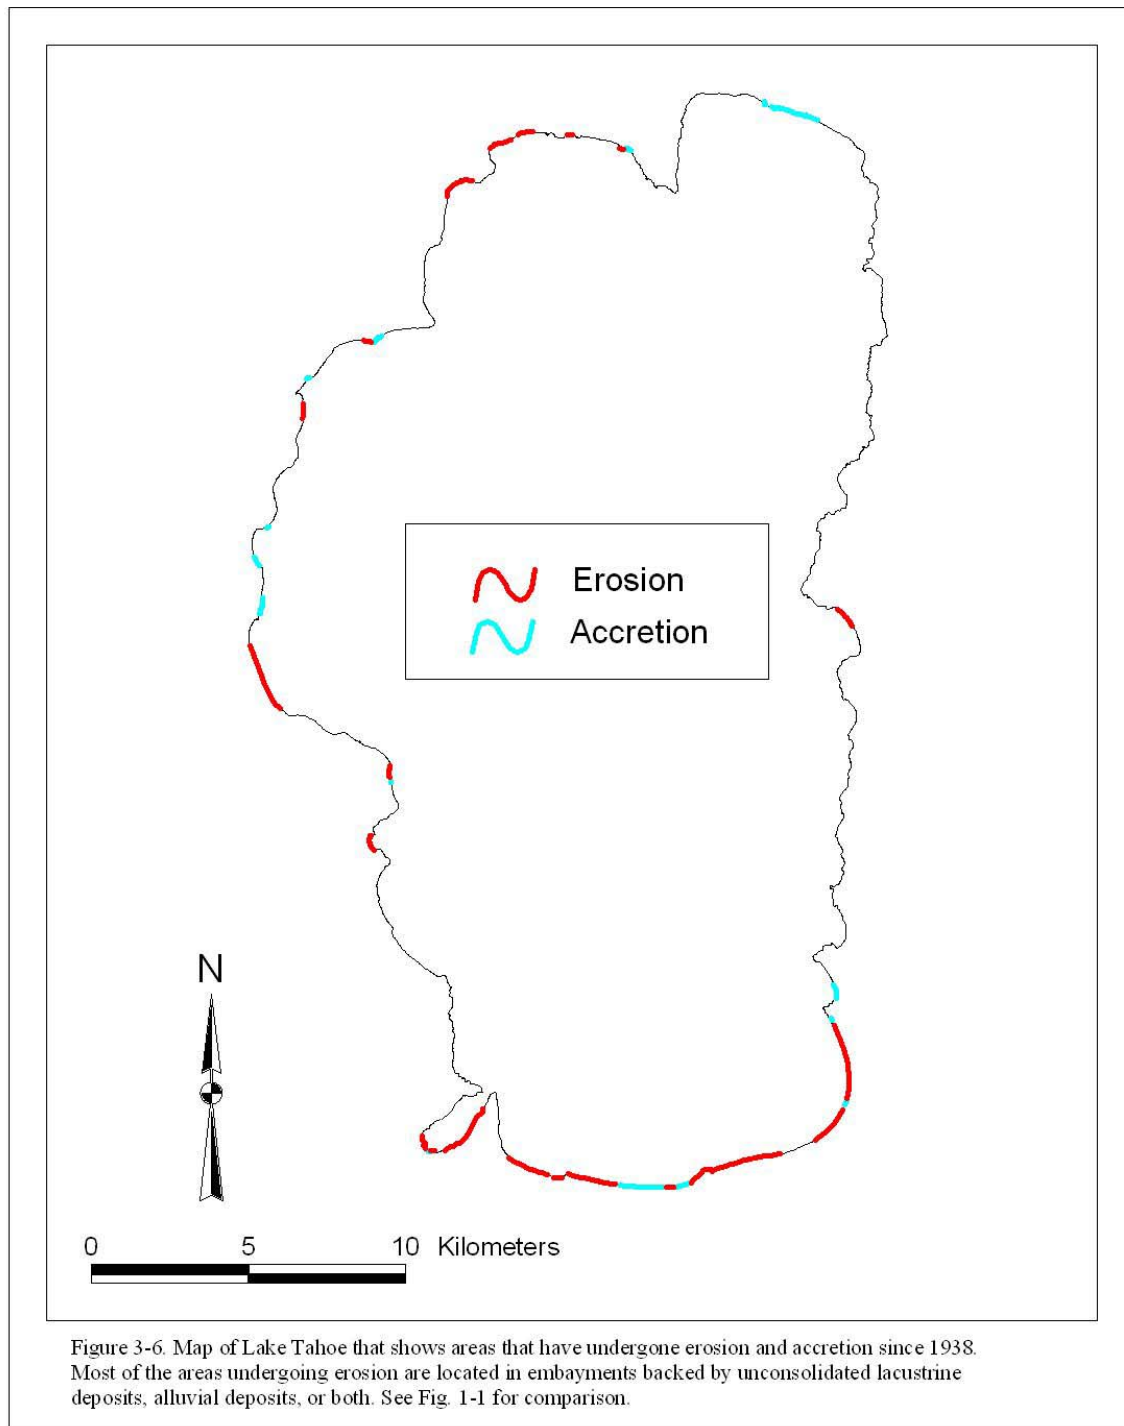 Erosion
Accretion
N
0 5 10 Kilometers
Figure 3-6. Map of Lake Tahoe that shows areas that have undergone erosion and accretion since 1938.
Most of the areas undergoing erosion are located in embayments backed by unconsolidated lacustrine
deposits, alluvial deposits, or both. See Fig. 1-1 for comparison.